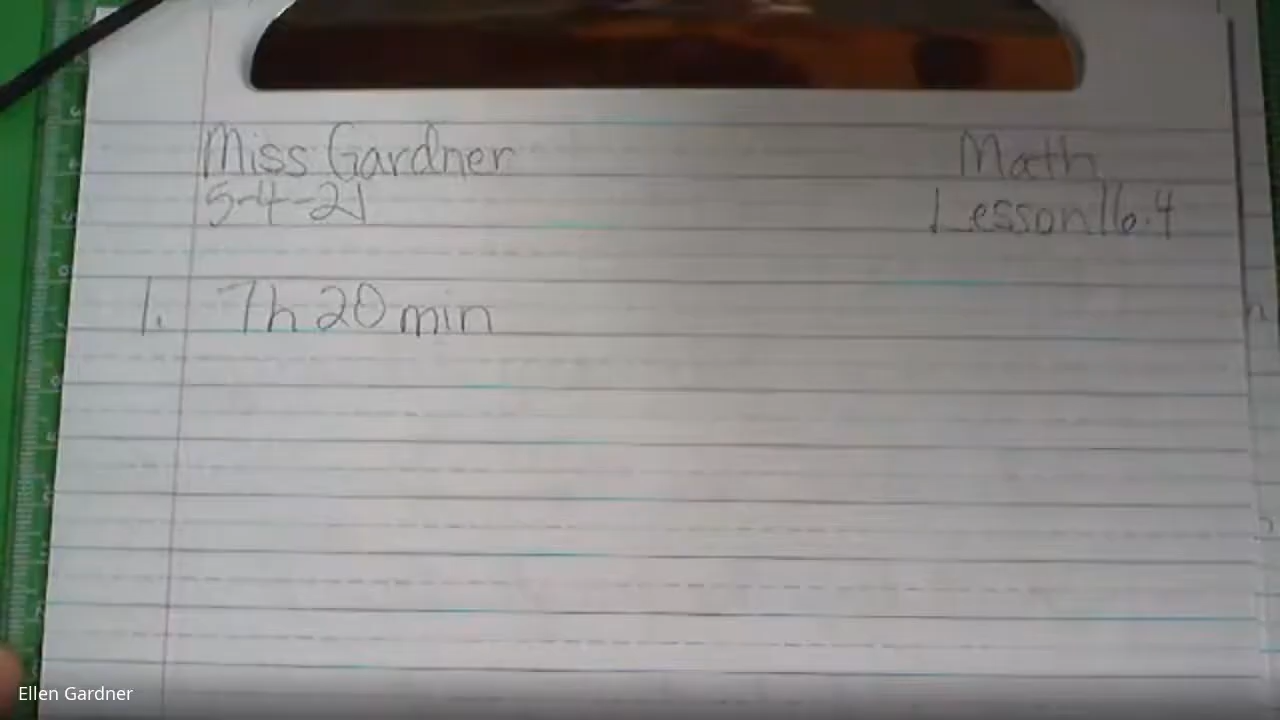 Miss Gardner
Math
5-4-21
Lesson 16.4
1. 7h 20 min
Ellen Gardner